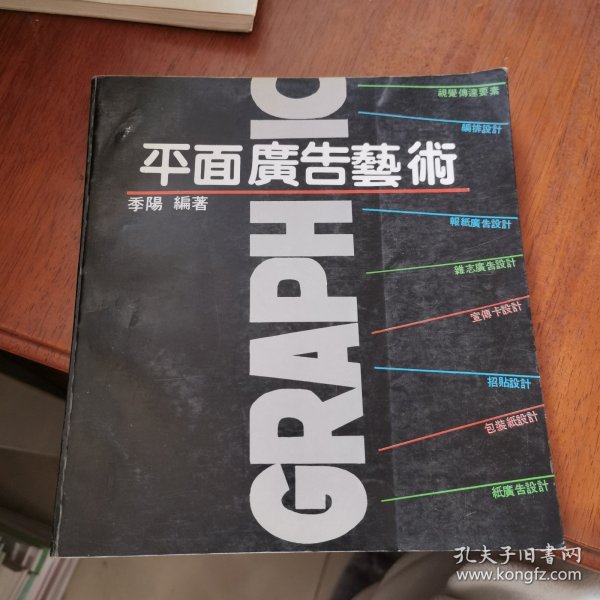 視覺傳達要素
編排設計
平面廣告藝術
季陽 編著
GRAPHIC
報紙廣告設計
雜志廣告設計
宣傳卡設計
招貼設計
包裝紙設計
紙廣告設計
孔夫子旧书网
www.kongfz.com